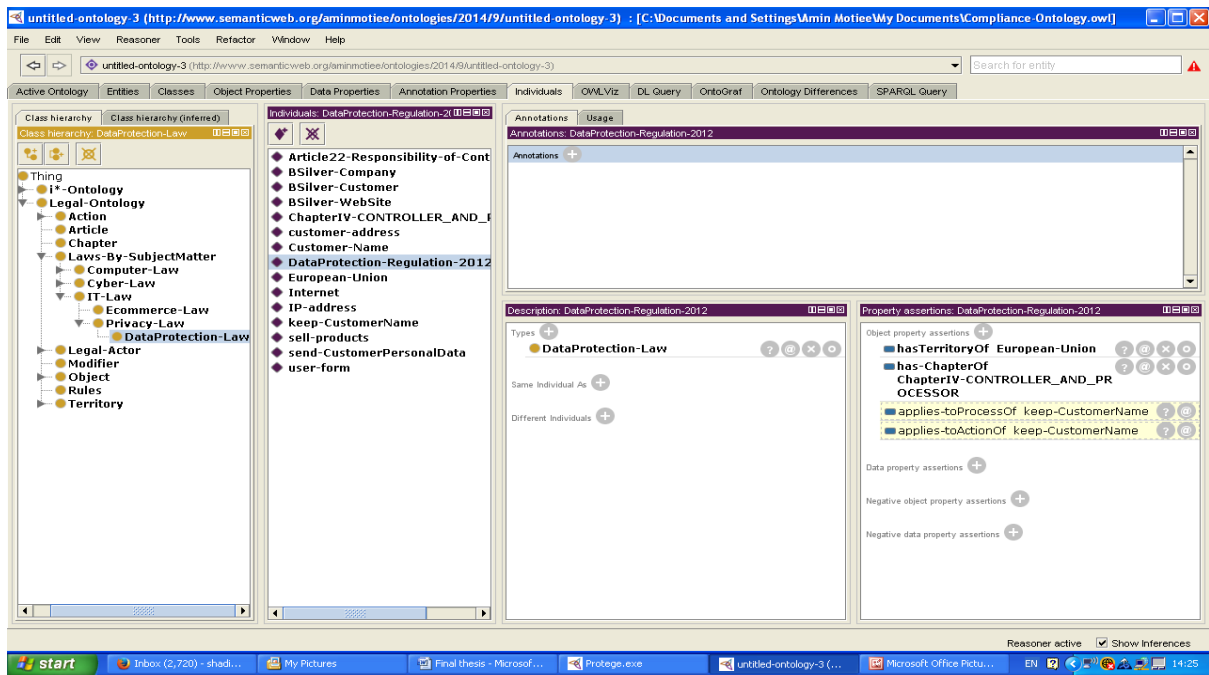 untitled-ontology-3 (http://www.semanticweb.org/aminmotiee/ontologies/2014/9/untitled-ontology-3) : [C:\Documents and Settings\Amin Motiee\My Documents\Compliance-Ontology.owl]
File Edit View Reasoner Tools Refactor Window Help
untitled-ontology-3 (http://www.semanticweb.org/aminmotiee/ontologies/2014/9/untitled-ontology-3)
Search for entity
Active Ontology Entities Classes Object Properties Data Properties Annotation Properties Individuals OWLViz DL Query OntoGraf Ontology Differences SPARQL Query
Class hierarchy Class hierarchy (inferred)
Class hierarchy: DataProtection-Law
Thing
i*-Ontology
Legal-Ontology
Action
Article
Chapter
Laws-By-SubjectMatter
Computer-Law
Cyber-Law
IT-Law
Ecommerce-Law
Privacy-Law
DataProtection-Law
Legal-Actor
Modifier
Object
Rules
Territory
Individuals: DataProtection-Regulation-2(
Article22-Responsibility-of-Cont
BSilver-Company
BSilver-Customer
BSilver-WebSite
ChapterIV-CONTROLLER_AND_P
customer-address
Customer-Name
DataProtection-Regulation-2012
European-Union
Internet
IP-address
keep-CustomerName
sell-products
send-CustomerPersonalData
user-form
Annotations Usage
Annotations: DataProtection-Regulation-2012
Annotations
Description: DataProtection-Regulation-2012
Types
DataProtection-Law
Same Individual As
Different Individuals
Property assertions: DataProtection-Regulation-2012
Object property assertions
hasTerritoryOf European-Union
has-ChapterOf
ChapterIV-CONTROLLER_AND_PR
OCESSOR
applies-toProcessOf keep-CustomerName
applies-toActionOf keep-CustomerName
Data property assertions
Negative object property assertions
Negative data property assertions
Reasoner active Show Inferences
start Inbox (2,720) - shadi... My Pictures Final thesis - Microsof... Protege.exe untitled-ontology-3 (... Microsoft Office Pictu... EN 14:25